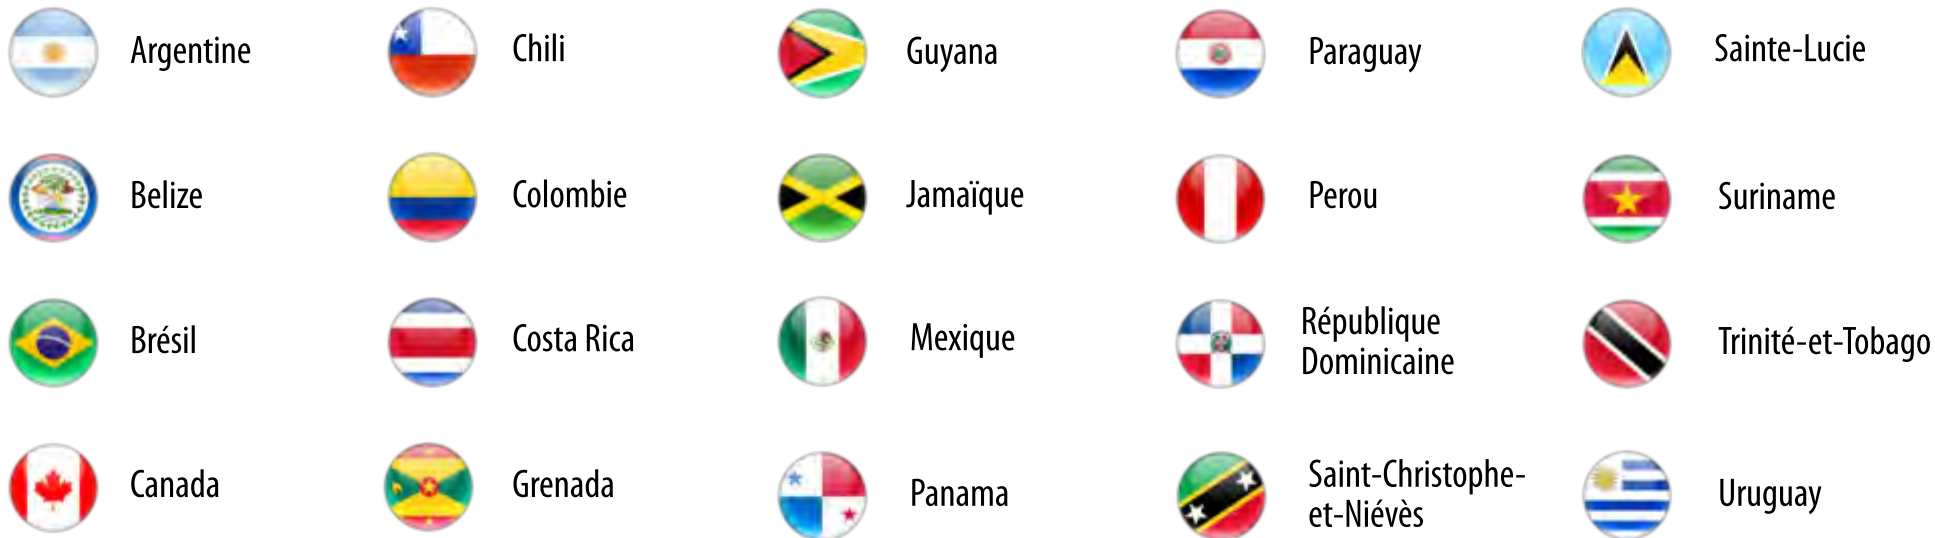 Argentine
Belize
Brésil
Canada
Chili
Colombie
Costa Rica
Grenada
Guyana
Jamaïque
Mexique
Panama
Paraguay
Perou
République
Dominicaine
Saint-Christophe-
et-Niévès
Sainte-Lucie
Suriname
Trinité-et-Tobago
Uruguay